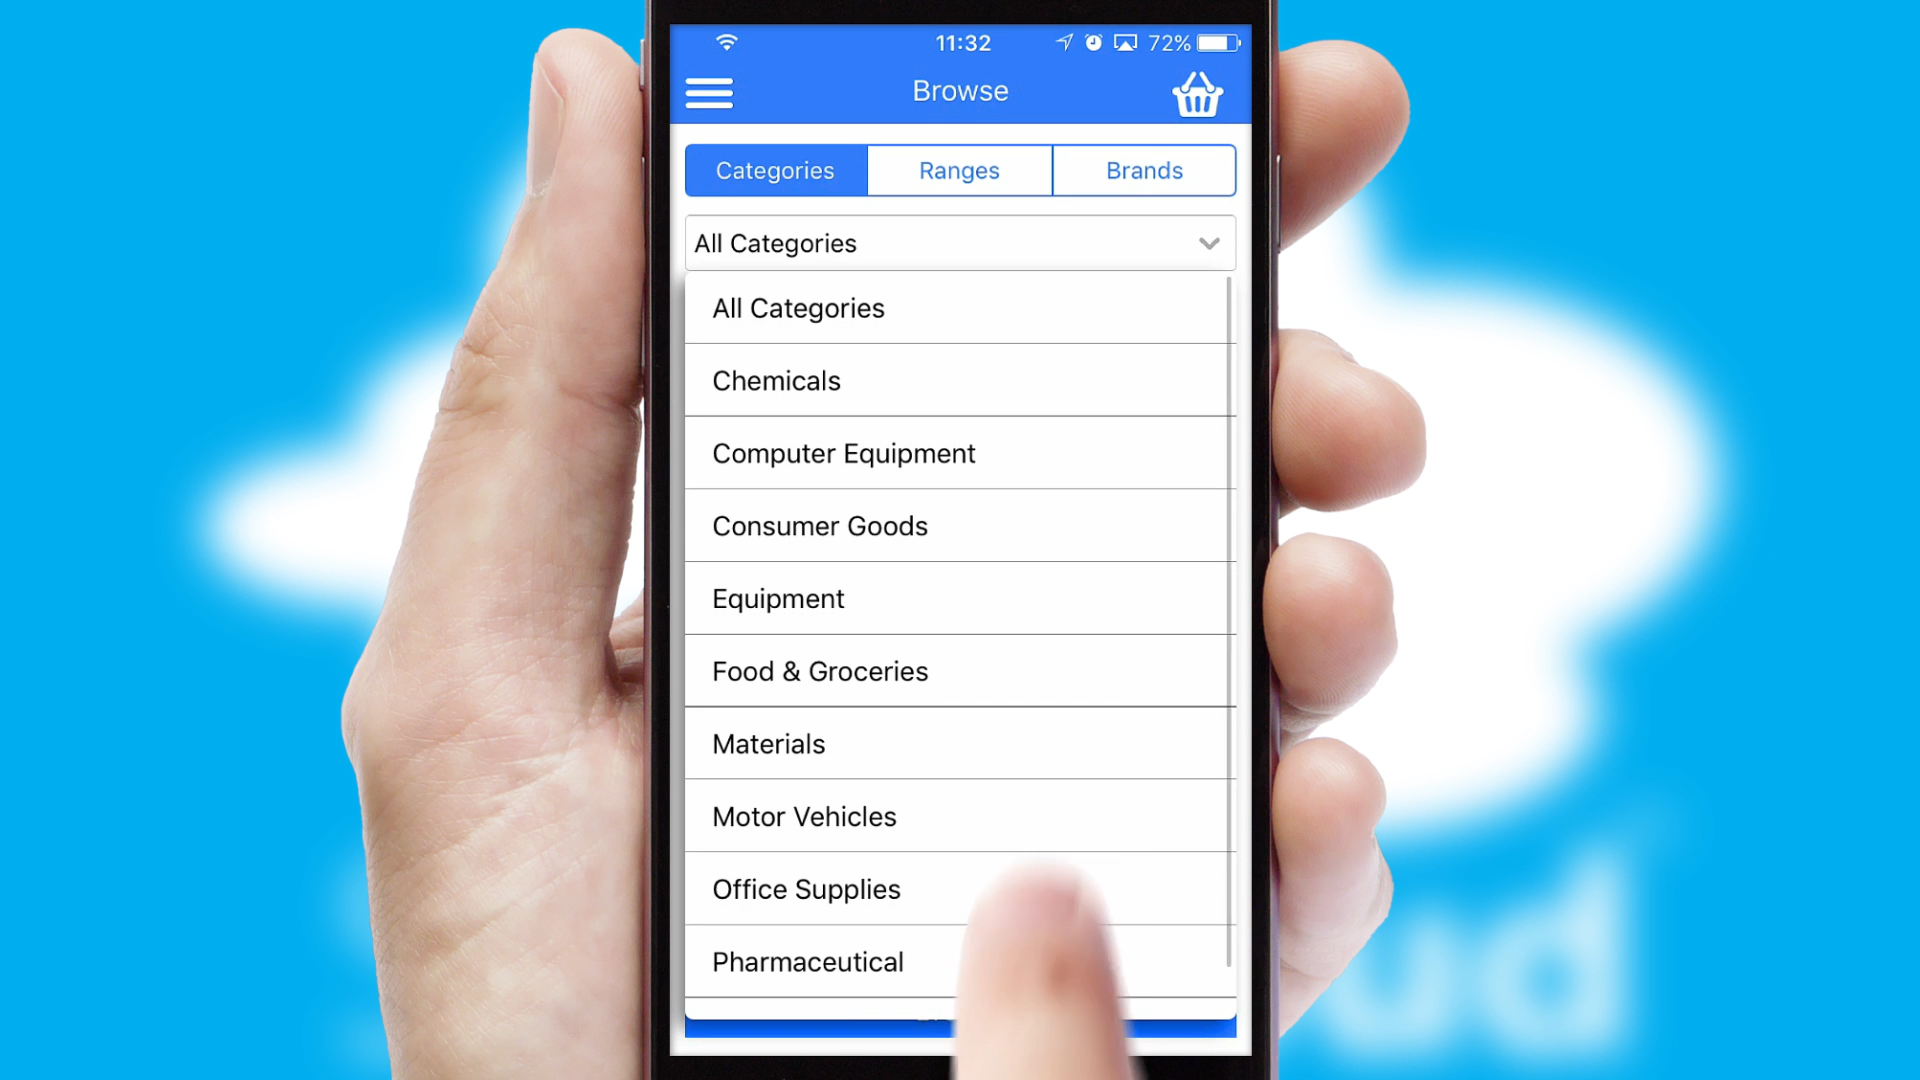 11:32
72%
Browse
Categories
Ranges
Brands
All Categories
All Categories
Chemicals
Computer Equipment
Consumer Goods
Equipment
Food & Groceries
Materials
Motor Vehicles
Office Supplies
Pharmaceutical
ud